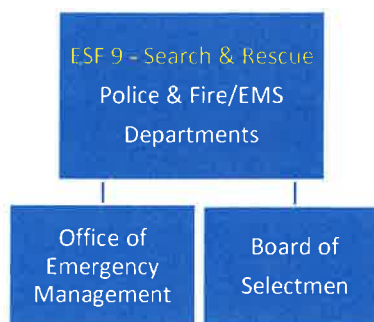 ESF 9 - Search & Rescue
Police & Fire/EMS
Departments
Office of
Emergency
Management
Board of
Selectmen